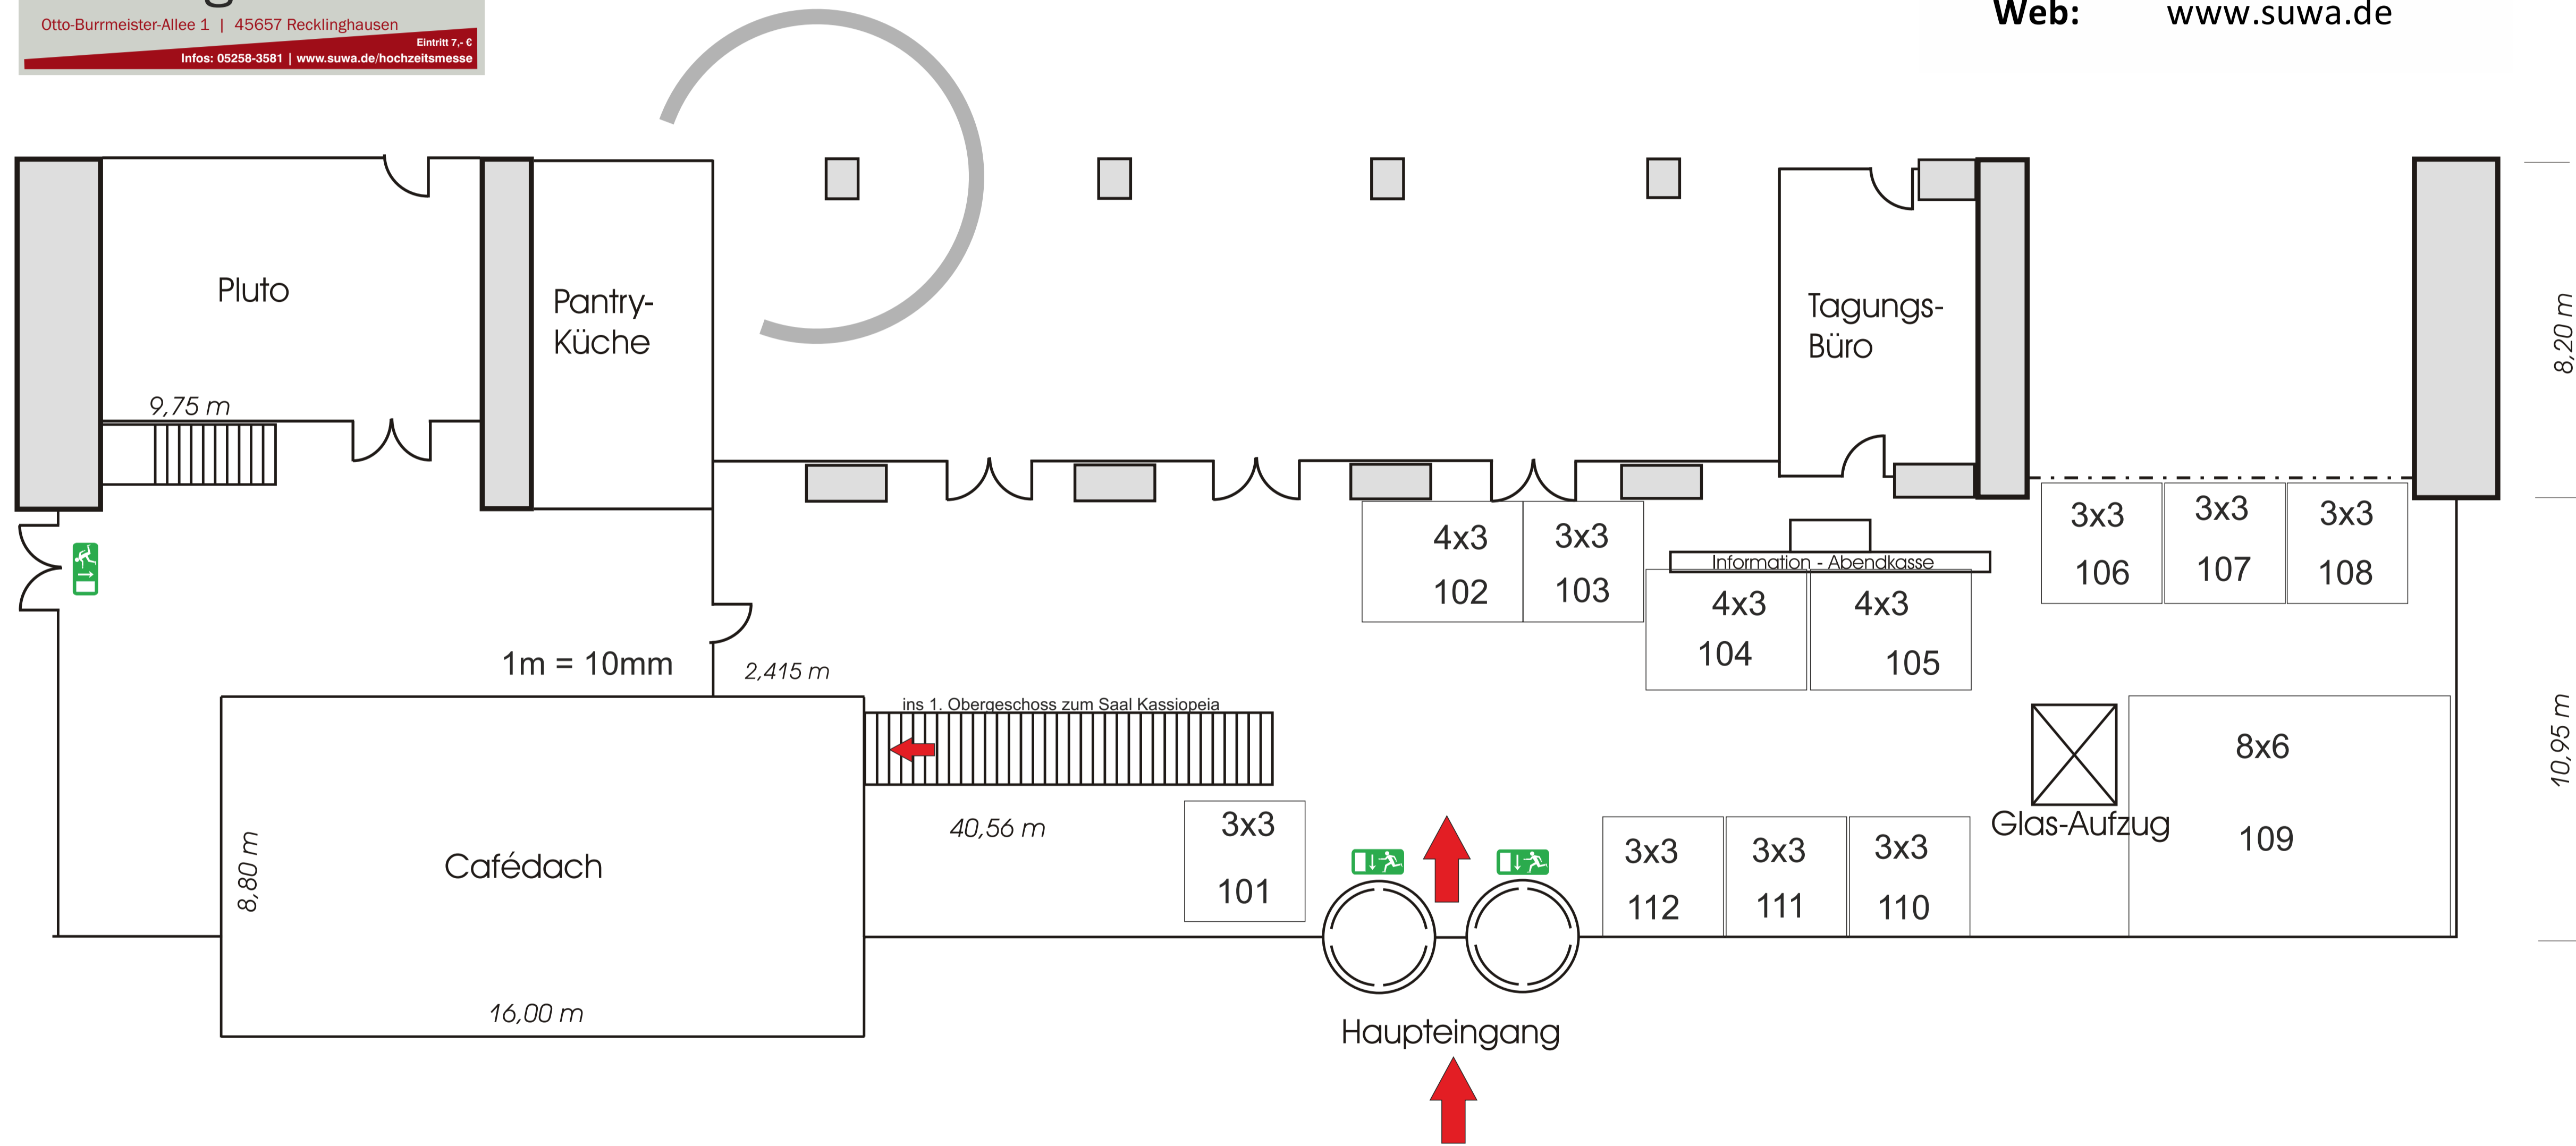 Otto-Burrmeister-Allee 1 | 45657 Recklinghausen
Eintritt 7,- €
Infos: 05258-3581 | www.suwa.de/hochzeitsmesse
Web: www.suwa.de
Pluto
Pantry-
Küche
Tagungs-
Büro
8,20 m
9,75 m
4x3
102
3x3
103
Information - Abendkasse
4x3
104
4x3
105
3x3
106
3x3
107
3x3
108
1m = 10mm
2,415 m
ins 1. Obergeschoss zum Saal Kassiopeia
40,56 m
8,80 m
Cafédach
16,00 m
3x3
101
3x3
112
3x3
111
3x3
110
Glas-Aufzug
8x6
109
10,95 m
Haupteingang